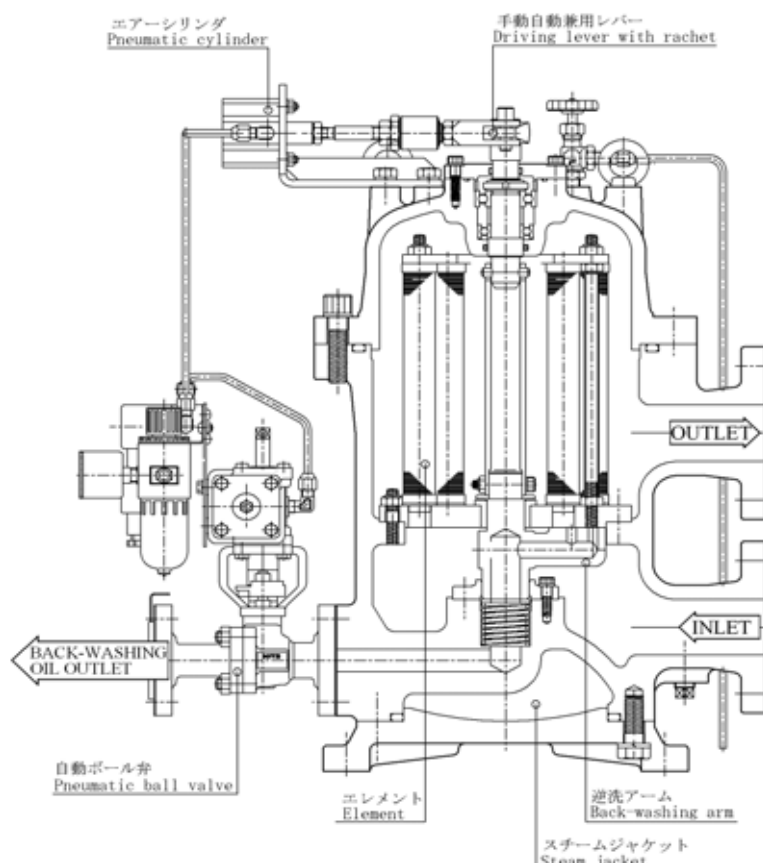 エアーシリンダ
Pneumatic cylinder
手動自動兼用レバー
Driving lever with rachet
OUTLET
INLET
BACK-WASHING
OIL OUTLET
自動ボール弁
Pneumatic ball valve
エレメント
Element
逆洗アーム
Back-washing arm
スチームジャケット
Steam jacket